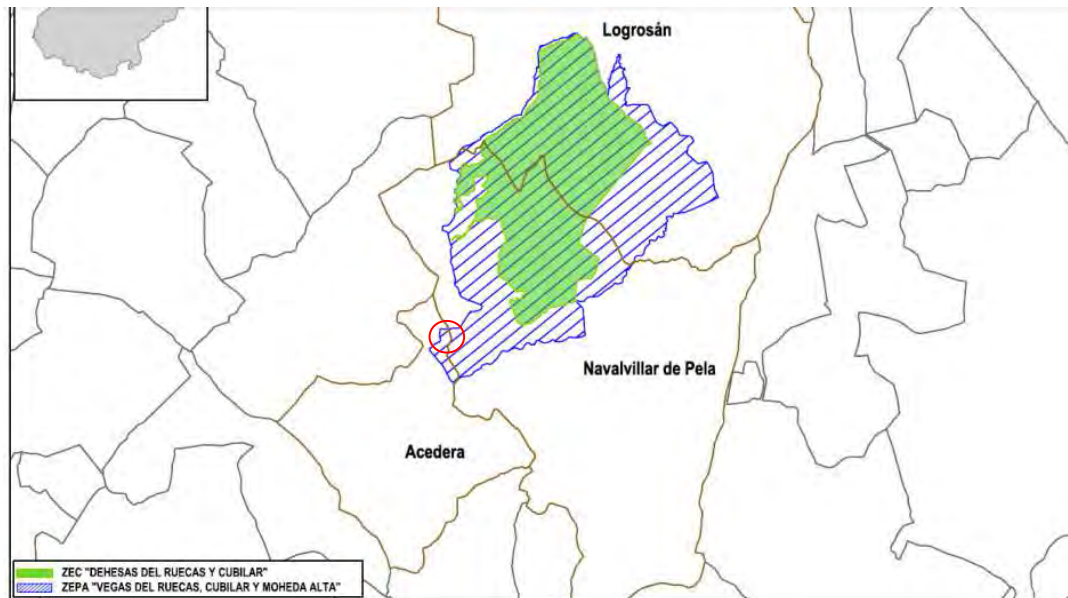 Logrosán
Navalvillar de Pela
Acedera
ZEC "DEHESAS DEL RUECAS Y CUBILAR"
ZEPA "VEGAS DEL RUECAS, CUBILAR Y MOHEDA ALTA"